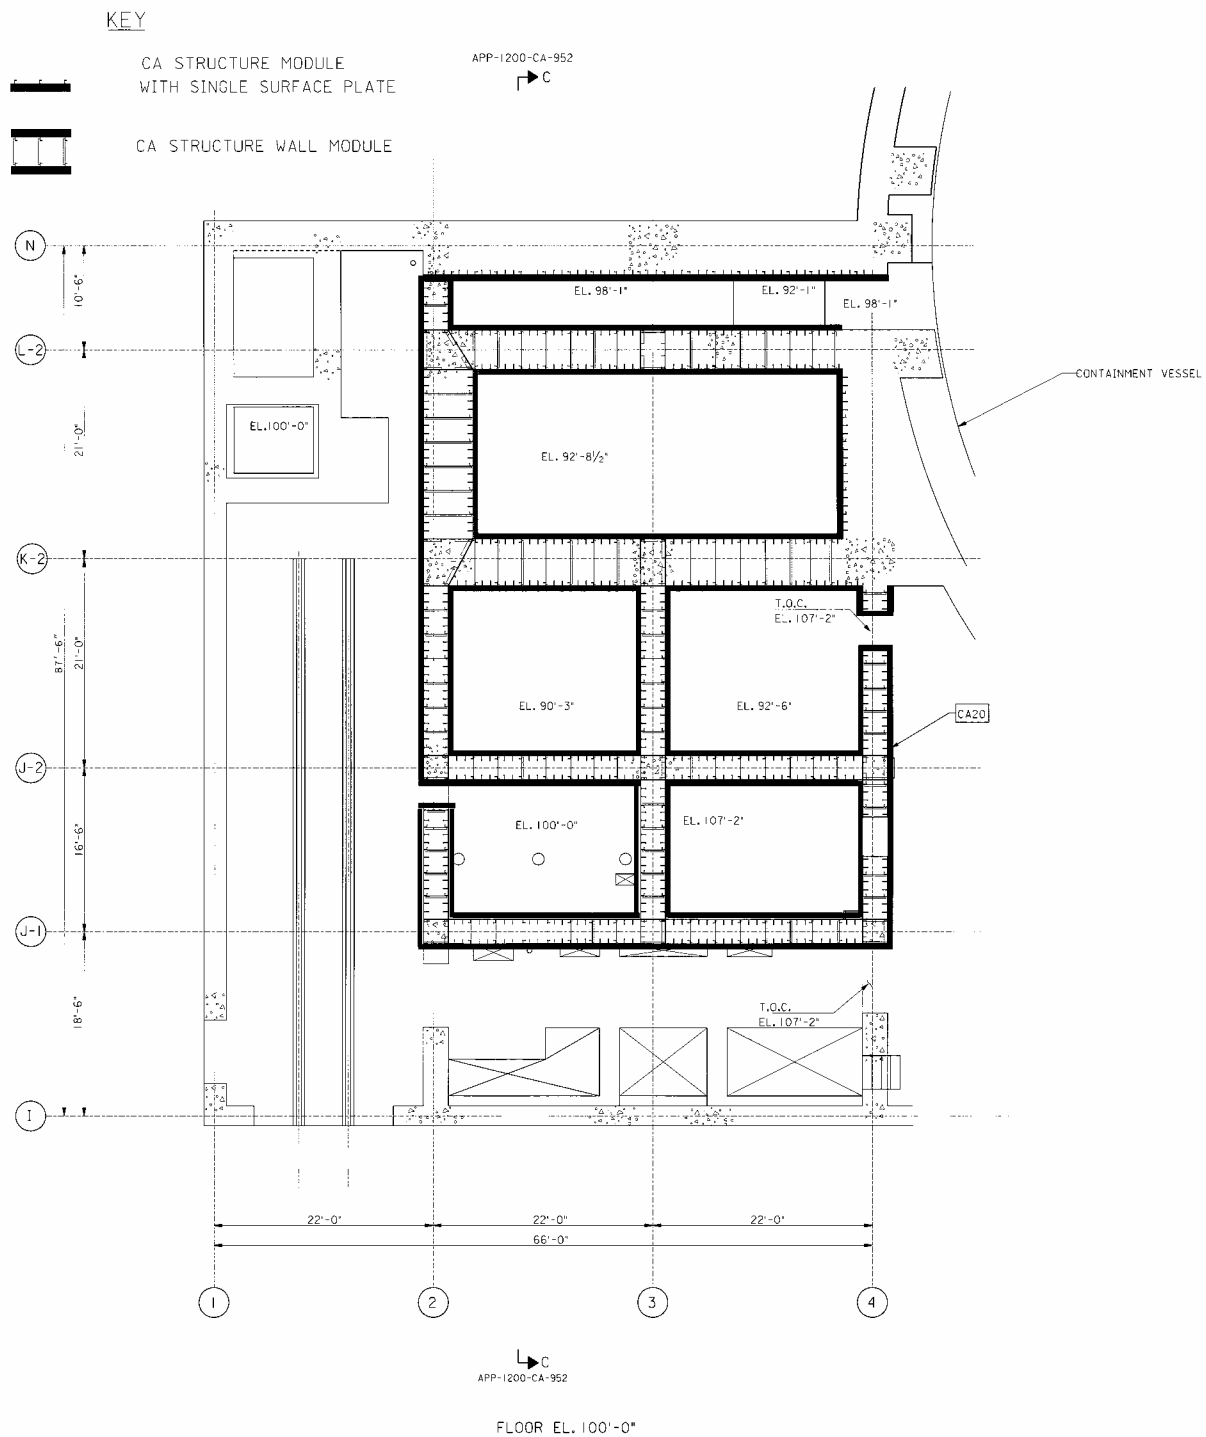 KEY
CA STRUCTURE MODULE
WITH SINGLE SURFACE PLATE
CA STRUCTURE WALL MODULE
APP-1200-CA-952
C
N
10'-6"
EL. 98'-1"
EL. 92'-1"
EL. 98'-1"
L-2
CONTAINMENT VESSEL
21'-0"
EL.100'-0"
EL. 92'-8½"
K-2
T.O.C.
EL.107'-2"
87'-6"
21'-0"
EL. 90'-3"
EL. 92'-6"
CA20
J-2
16'-6"
EL.100'-0"
EL.107'-2"
J-1
18'-6"
T.O.C.
EL.107'-2"
I
22'-0"
22'-0"
22'-0"
66'-0"
1
2
3
4
C
APP-1200-CA-952
FLOOR EL.100'-0"